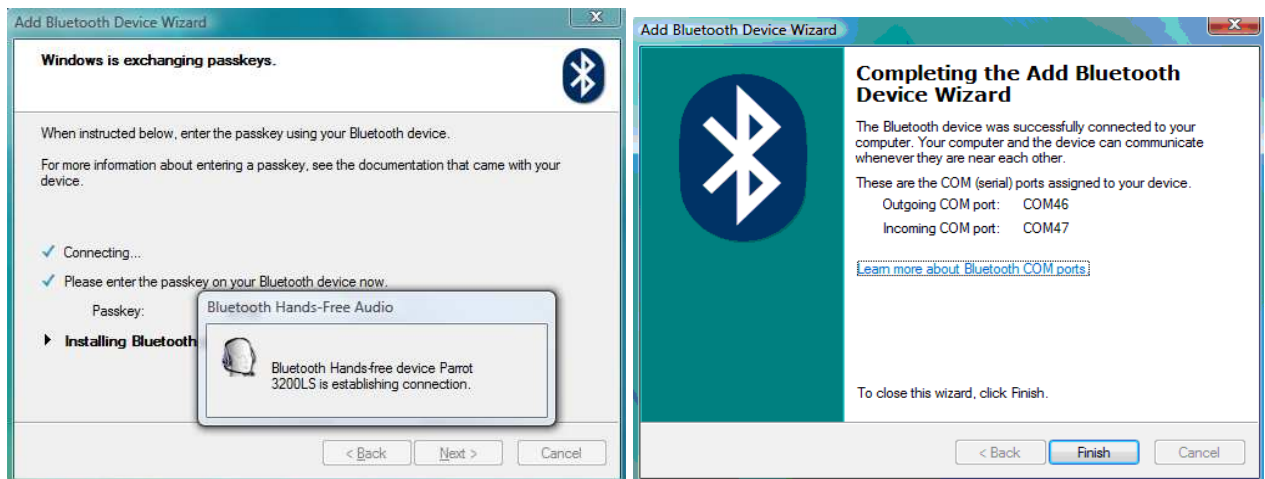 Add Bluetooth Device Wizard
Windows is exchanging passkeys.
When instructed below, enter the passkey using your Bluetooth device.
For more information about entering a passkey, see the documentation that came with your
device.
Connecting...
Please enter the passkey on your Bluetooth device now.
Passkey:
Installing Bluetooth
Bluetooth Hands-Free Audio
Bluetooth Hands-free device Parrot
3200LS is establishing connection.
< Back Next > Cancel
Add Bluetooth Device Wizard
Completing the Add Bluetooth
Device Wizard
The Bluetooth device was successfully connected to your
computer. Your computer and the device can communicate
whenever they are near each other.
These are the COM (serial) ports assigned to your device.
Outgoing COM port: COM46
Incoming COM port: COM47
Learn more about Bluetooth COM ports.
To close this wizard, click Finish.
< Back Finish Cancel